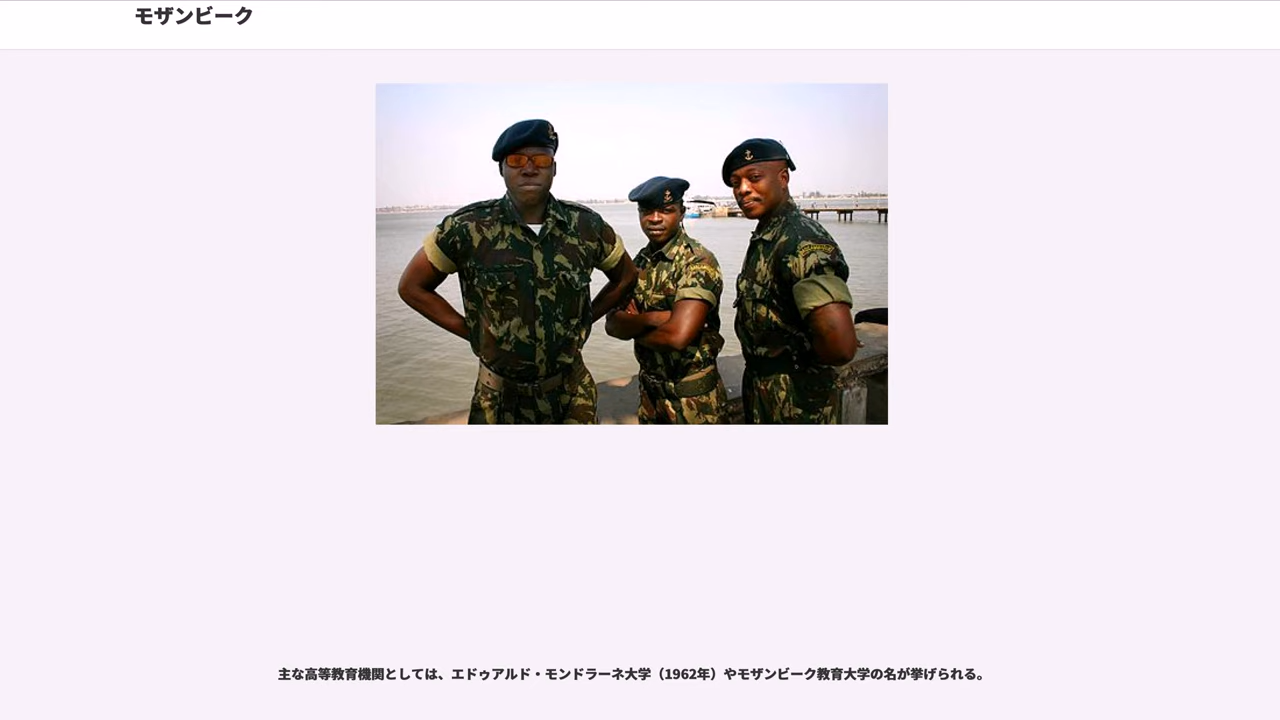 モザンビーク
主な高等教育機関としては、エドゥアルド・モンドラーネ大学（1962年）やモザンビーク教育大学の名が挙げられる。